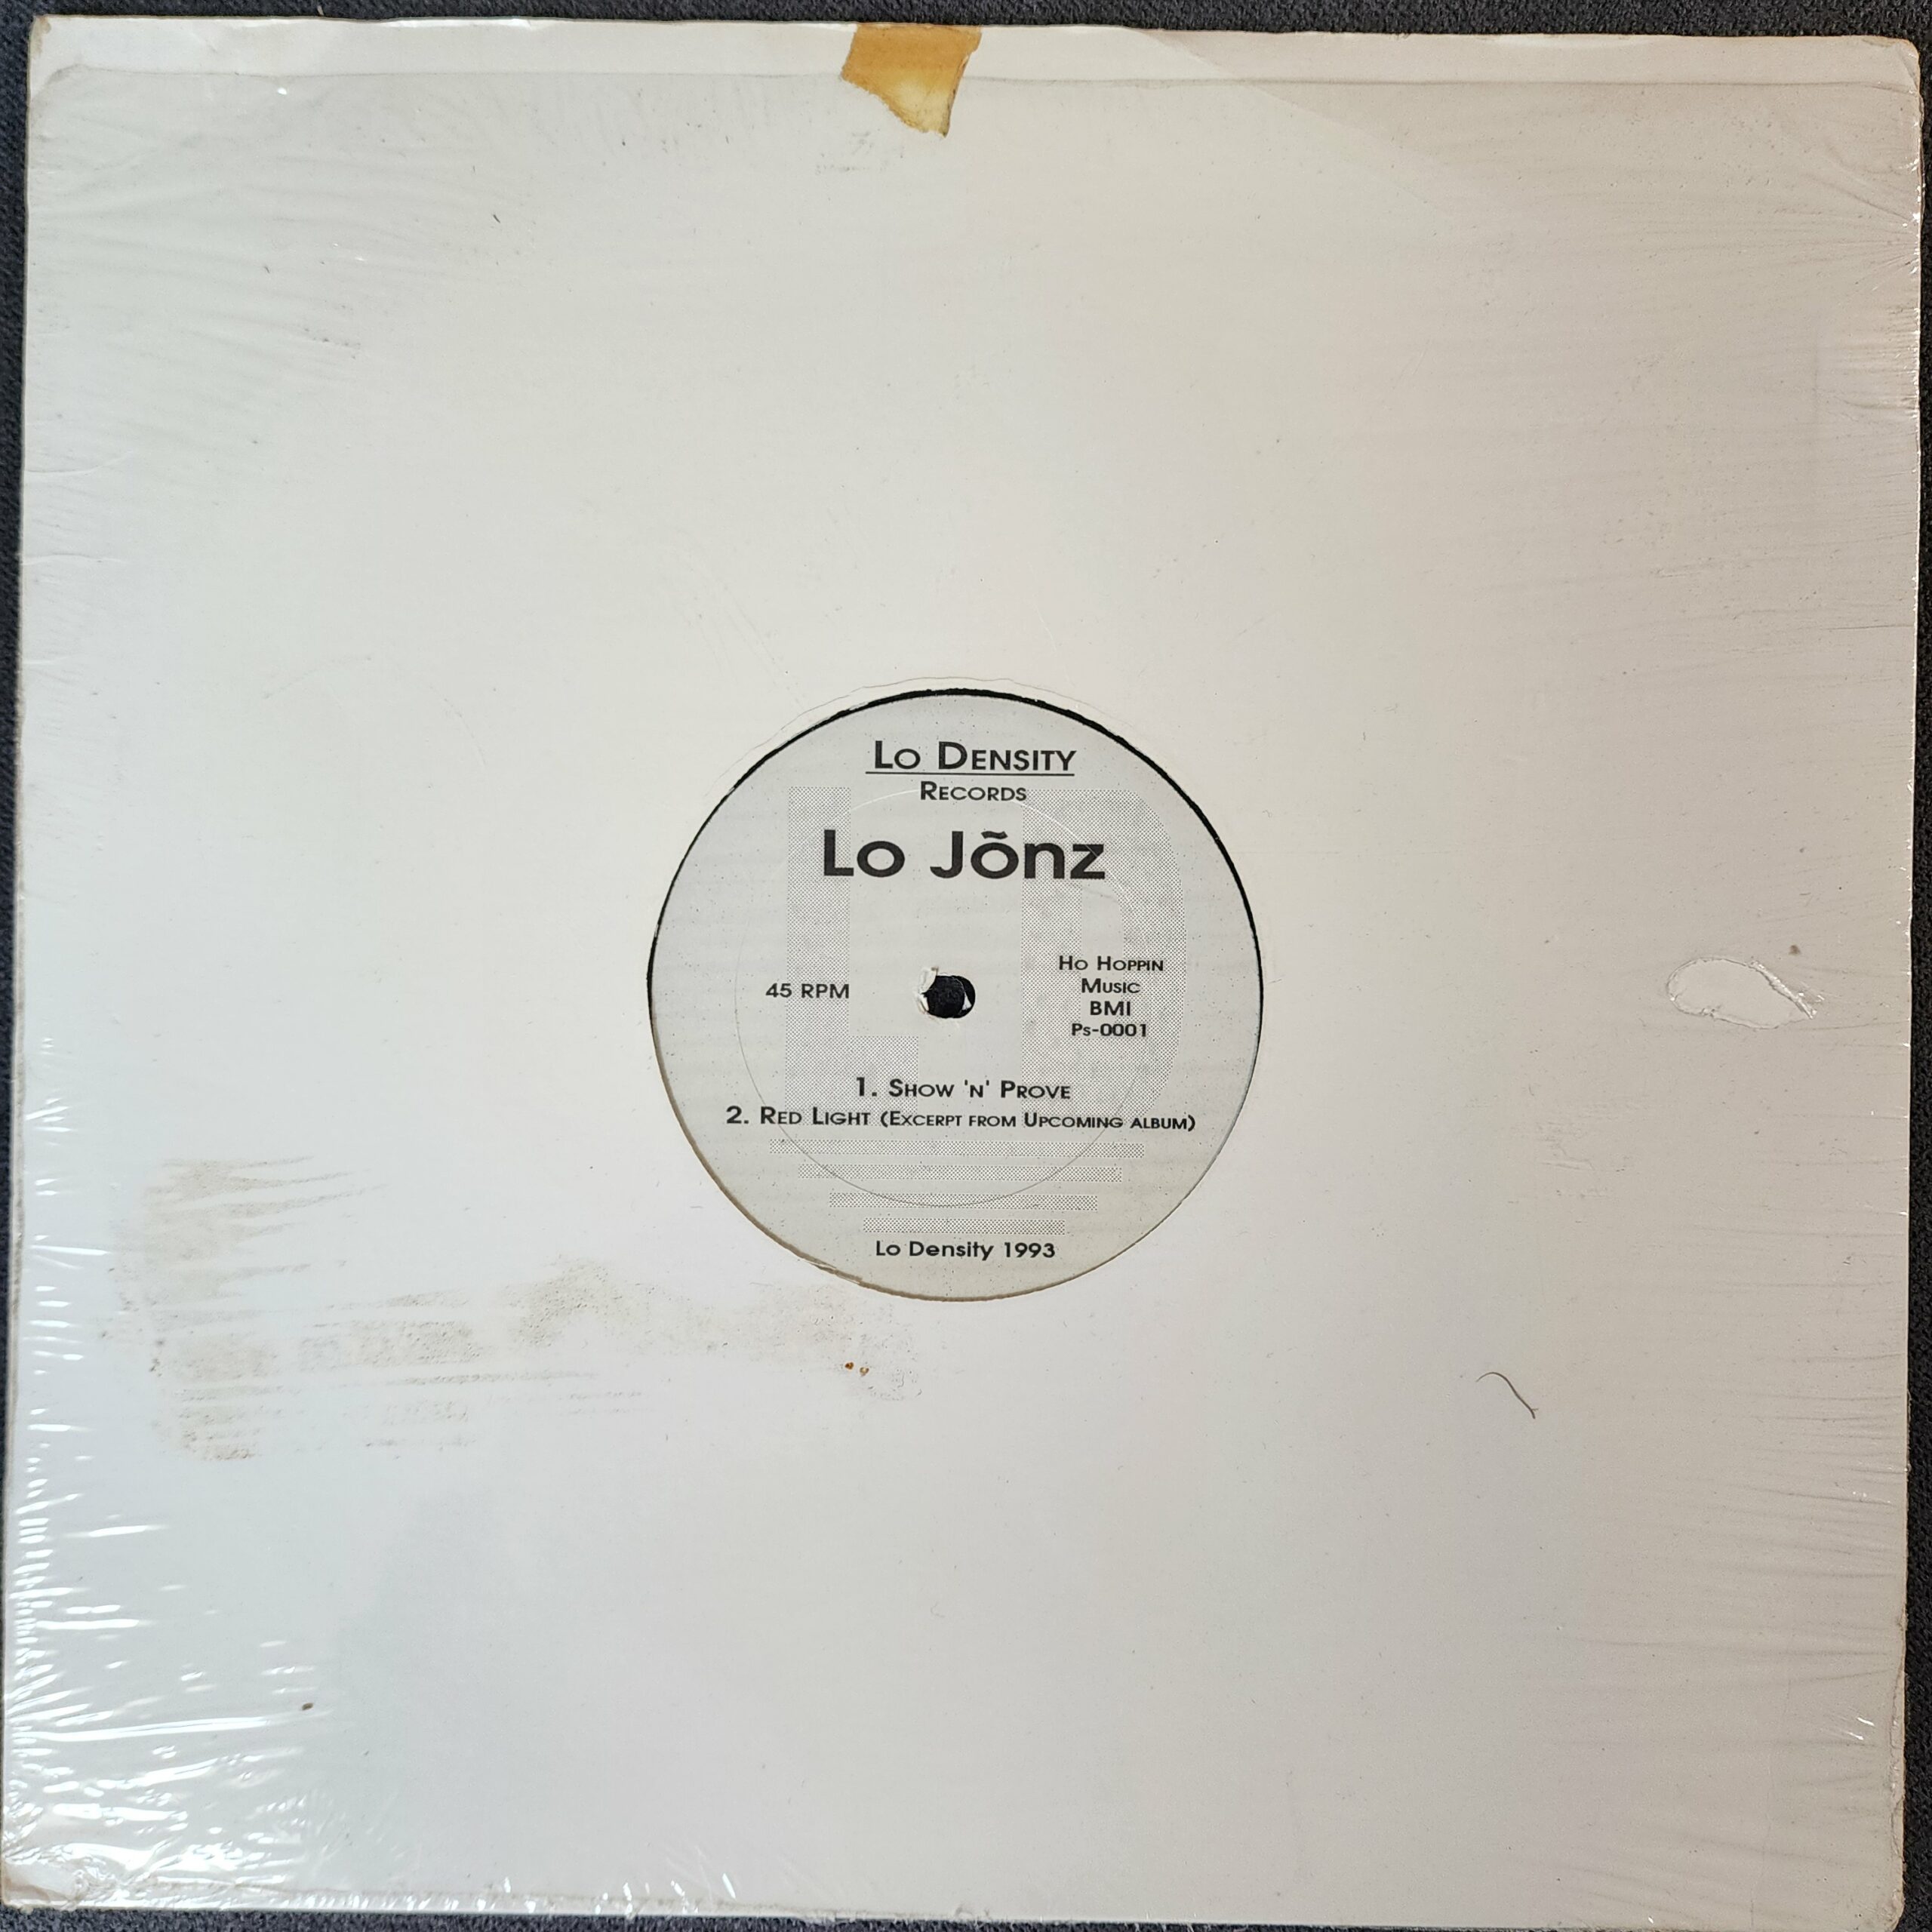 Lo Density
Records
Lo Jõnz
45 RPM
Ho Hoppin
Music
BMI
Ps-0001
1. Show 'n' Prove
2. Red Light (Excerpt from Upcoming album)
Lo Density 1993